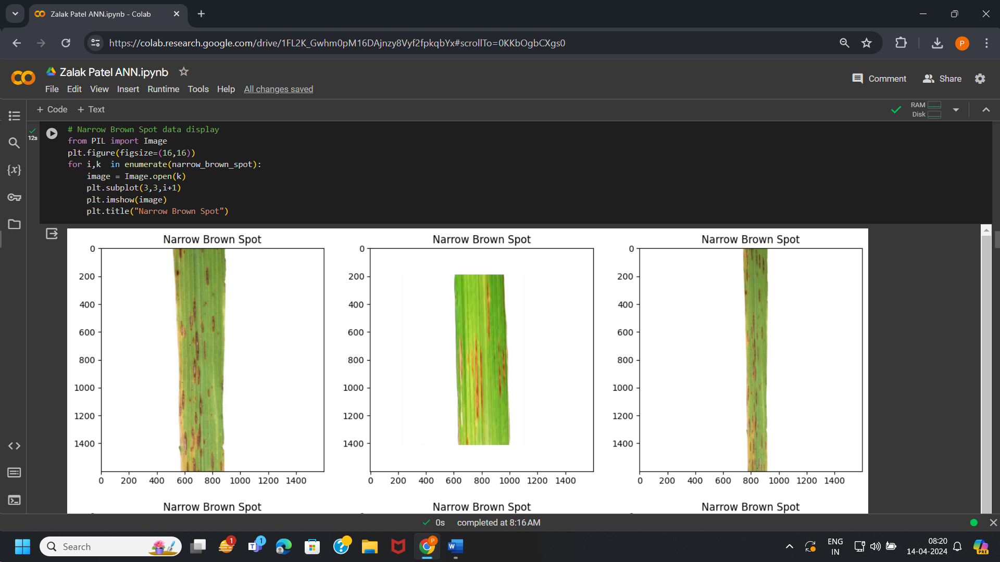 Zalak Patel ANN.ipynb - Colab
https://colab.research.google.com/drive/1FL2K_Gwhm0pM16DAjnzy8Vyf2fpkqbYx#scrollTo=0KKbOgbCXgs0
P
Zalak Patel ANN.ipynb
File Edit View Insert Runtime Tools Help All changes saved
Comment Share
+ Code + Text
RAM
Disk
12s
# Narrow Brown Spot data display
from PIL import Image
plt.figure(figsize=(16,16))
for i,k  in enumerate(narrow_brown_spot):
    image = Image.open(k)
    plt.subplot(3,3,i+1)
    plt.imshow(image)
    plt.title("Narrow Brown Spot")
{x}
Narrow Brown Spot Narrow Brown Spot Narrow Brown Spot
0 0 0
200 200 200
400 400 400
600 600 600
800 800 800
1000 1000 1000
1200 1200 1200
1400 1400 1400
0 200 400 600 800 1000 1200 1400 0 200 400 600 800 1000 1200 1400 0 200 400 600 800 1000 1200 1400
Narrow Brown Spot Narrow Brown Spot Narrow Brown Spot
0s completed at 8:16 AM
Search
1
1
T
P
W
ENG
IN
08:20
14-04-2024
PRE